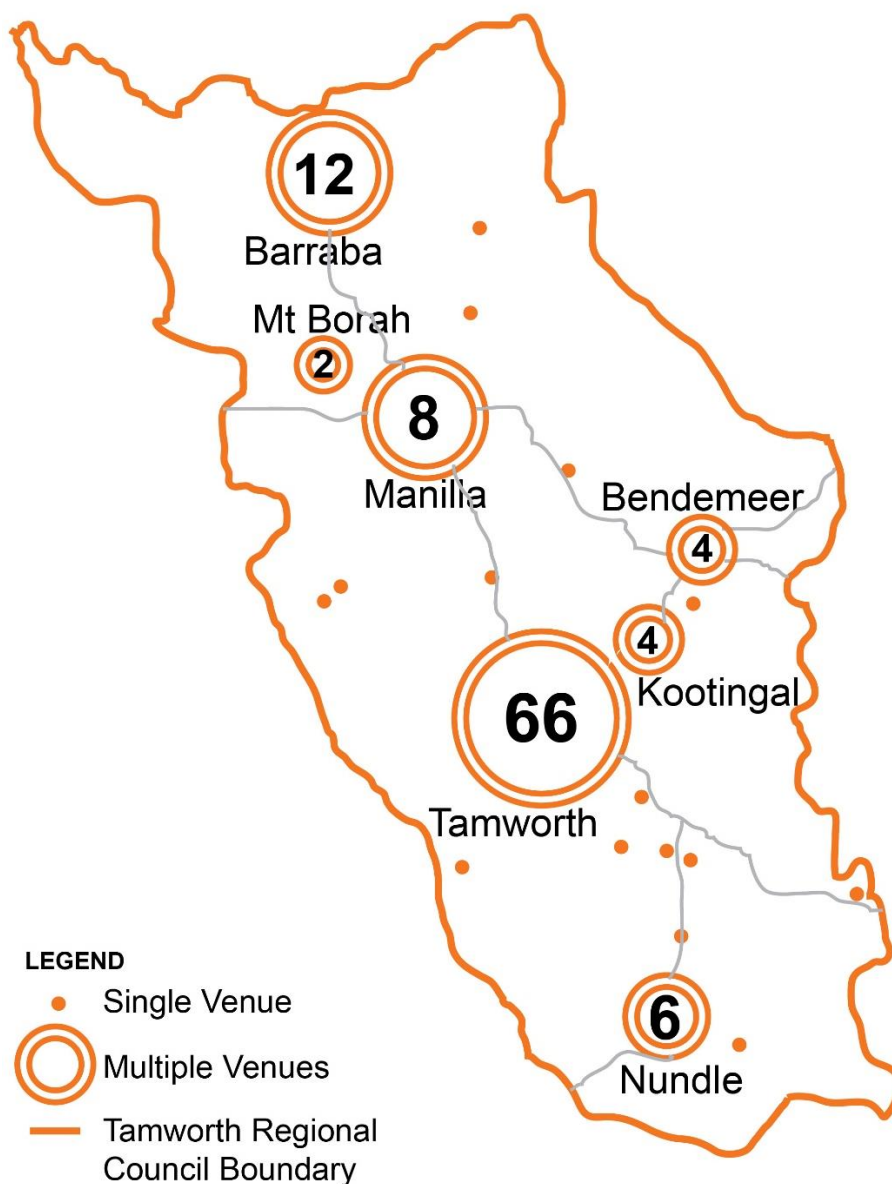 12
Barraba
Mt Borah
2
8
Manilla
Bendemeer
4
4
Kootingal
66
Tamworth
6
Nundle
LEGEND
Single Venue
Multiple Venues
Tamworth Regional
Council Boundary